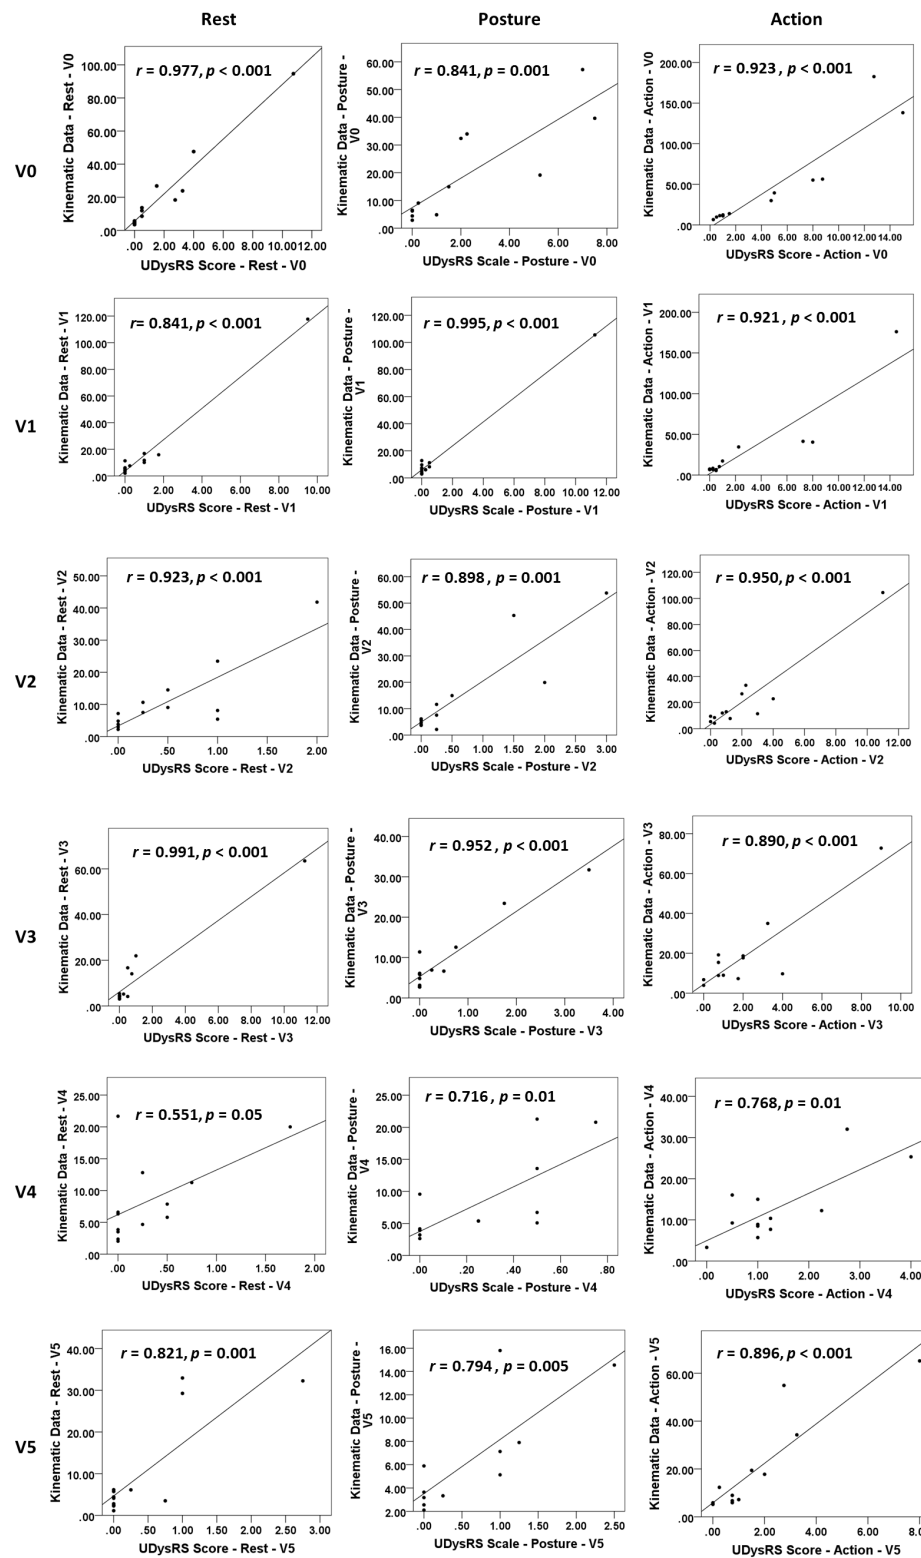 Rest
Posture
Action
V0
Kinematic Data - Rest - V0
100.00
80.00
60.00
40.00
20.00
.00
r = 0.977, p < 0.001
.00 2.00 4.00 6.00 8.00 10.00 12.00
UDysRS Score - Rest - V0
Kinematic Data - Posture -
V0
60.00
50.00
40.00
30.00
20.00
10.00
.00
r = 0.841, p = 0.001
.00 2.00 4.00 6.00 8.00
UDysRS Scale - Posture - V0
Kinematic Data - Action - V0
200.00
150.00
100.00
50.00
.00
r = 0.923 , p < 0.001
.00 2.00 4.00 6.00 8.00 10.00 12.00 14.00
UDysRS Score - Action - V0
V1
Kinematic Data - Rest - V1
120.00
100.00
80.00
60.00
40.00
20.00
.00
r= 0.841, p < 0.001
.00 2.00 4.00 6.00 8.00 10.00
UDysRS Score - Rest - V1
Kinematic Data - Posture -
V1
120.00
100.00
80.00
60.00
40.00
20.00
.00
r = 0.995, p < 0.001
.00 2.00 4.00 6.00 8.00 10.00 12.00
UDysRS Scale - Posture - V1
Kinematic Data - Action - V1
200.00
150.00
100.00
50.00
.00
r = 0.921 , p < 0.001
.00 2.00 4.00 6.00 8.00 10.00 12.00 14.00
UDysRS Score - Action - V1
V2
Kinematic Data - Rest - V2
50.00
40.00
30.00
20.00
10.00
.00
r = 0.923, p < 0.001
.00 .50 1.00 1.50 2.00
UDysRS Score - Rest - V2
Kinematic Data - Posture -
V2
60.00
50.00
40.00
30.00
20.00
10.00
.00
r = 0.898 , p = 0.001
.00 .50 1.00 1.50 2.00 2.50 3.00
UDysRS Scale - Posture - V2
Kinematic Data - Action - V2
120.00
100.00
80.00
60.00
40.00
20.00
.00
r = 0.950 , p < 0.001
.00 2.00 4.00 6.00 8.00 10.00 12.00
UDysRS Score - Action - V2
V3
Kinematic Data - Rest - V3
60.00
40.00
20.00
.00
r = 0.991, p < 0.001
.00 2.00 4.00 6.00 8.00 10.00 12.00
UDysRS Score - Rest - V3
Kinematic Data - Posture -
V3
40.00
30.00
20.00
10.00
.00
r = 0.952 , p < 0.001
.00 1.00 2.00 3.00 4.00
UDysRS Scale - Posture - V3
Kinematic Data - Action - V3
80.00
60.00
40.00
20.00
.00
r = 0.890 , p < 0.001
.00 2.00 4.00 6.00 8.00 10.00
UDysRS Score - Action - V3
V4
Kinematic Data - Rest - V4
25.00
20.00
15.00
10.00
5.00
.00
r = 0.551, p = 0.05
.00 .50 1.00 1.50 2.00
UDysRS Score - Rest - V4
Kinematic Data - Posture -
V4
25.00
20.00
15.00
10.00
5.00
.00
r = 0.716 , p = 0.01
.00 .20 .40 .60 .80
UDysRS Scale - Posture - V4
Kinematic Data - Action - V4
40.00
30.00
20.00
10.00
.00
r = 0.768 , p = 0.01
.00 1.00 2.00 3.00 4.00
UDysRS Score - Action - V4
V5
Kinematic Data - Rest - V5
40.00
30.00
20.00
10.00
.00
r = 0.821, p = 0.001
.00 .50 1.00 1.50 2.00 2.50 3.00
UDysRS Score - Rest - V5
Kinematic Data - Posture -
V5
16.00
14.00
12.00
10.00
8.00
6.00
4.00
2.00
r = 0.794 , p = 0.005
.00 .50 1.00 1.50 2.00 2.50
UDysRS Scale - Posture - V5
Kinematic Data - Action - V5
60.00
40.00
20.00
.00
r = 0.896 , p < 0.001
.00 2.00 4.00 6.00
UDysRS Score - Action - V5